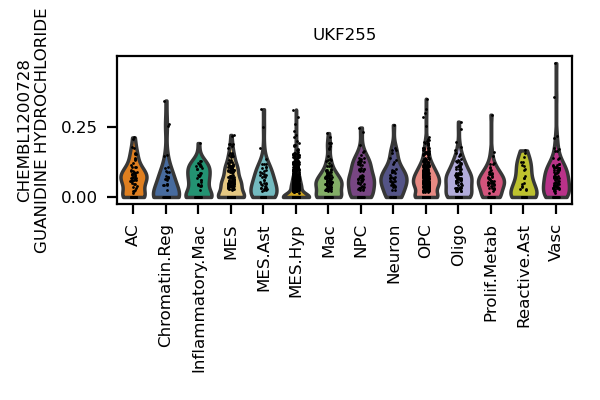 UKF255
CHEMBL1200728
GUANIDINE HYDROCHLORIDE
0.25
0.00
AC
Chromatin.Reg
Inflammatory.Mac
MES
MES.Ast
MES.Hyp
Mac
NPC
Neuron
OPC
Oligo
Prolif.Metab
Reactive.Ast
Vasc